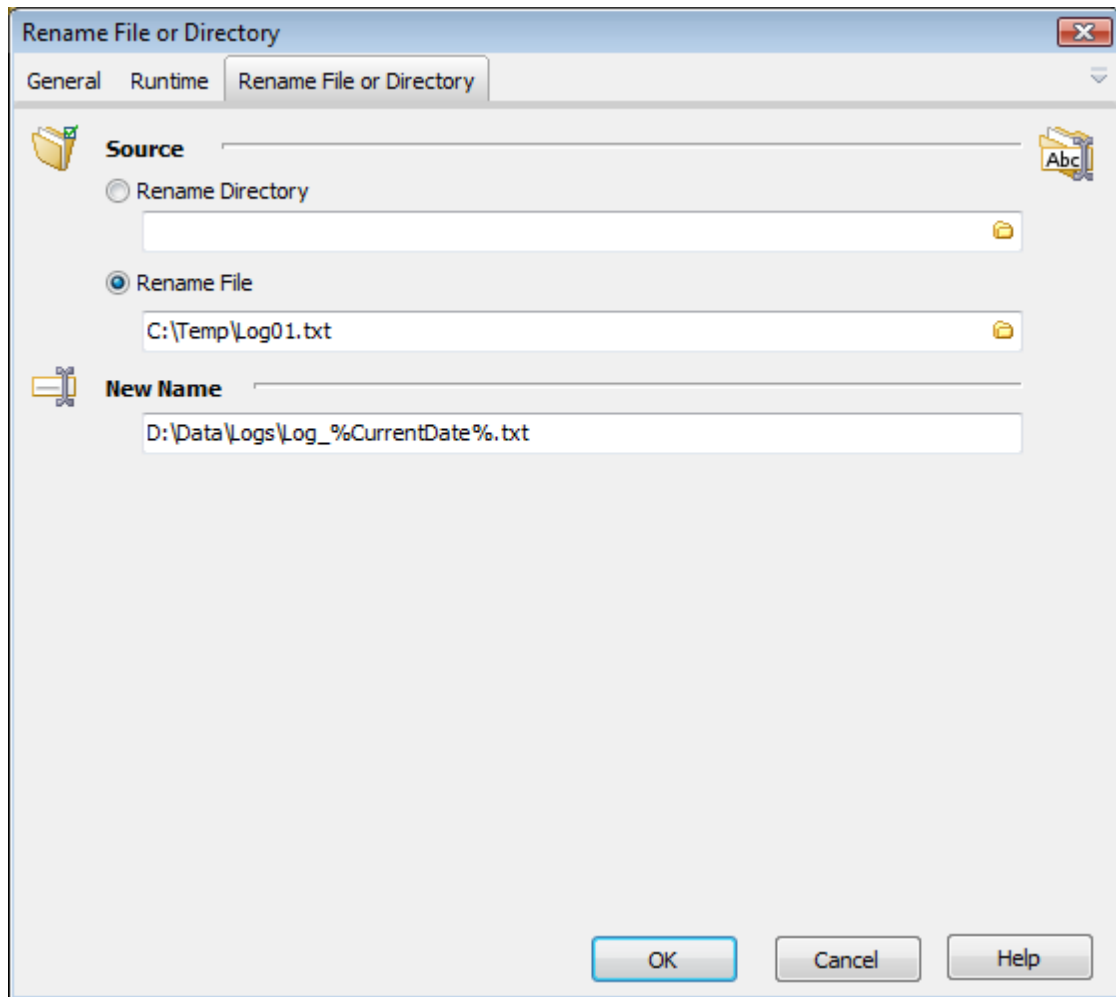 Rename File or Directory
General Runtime Rename File or Directory
Source
Abc
Rename Directory
Rename File
C:\Temp\Log01.txt
New Name
D:\Data\Logs\Log_%CurrentDate%.txt
OK Cancel Help